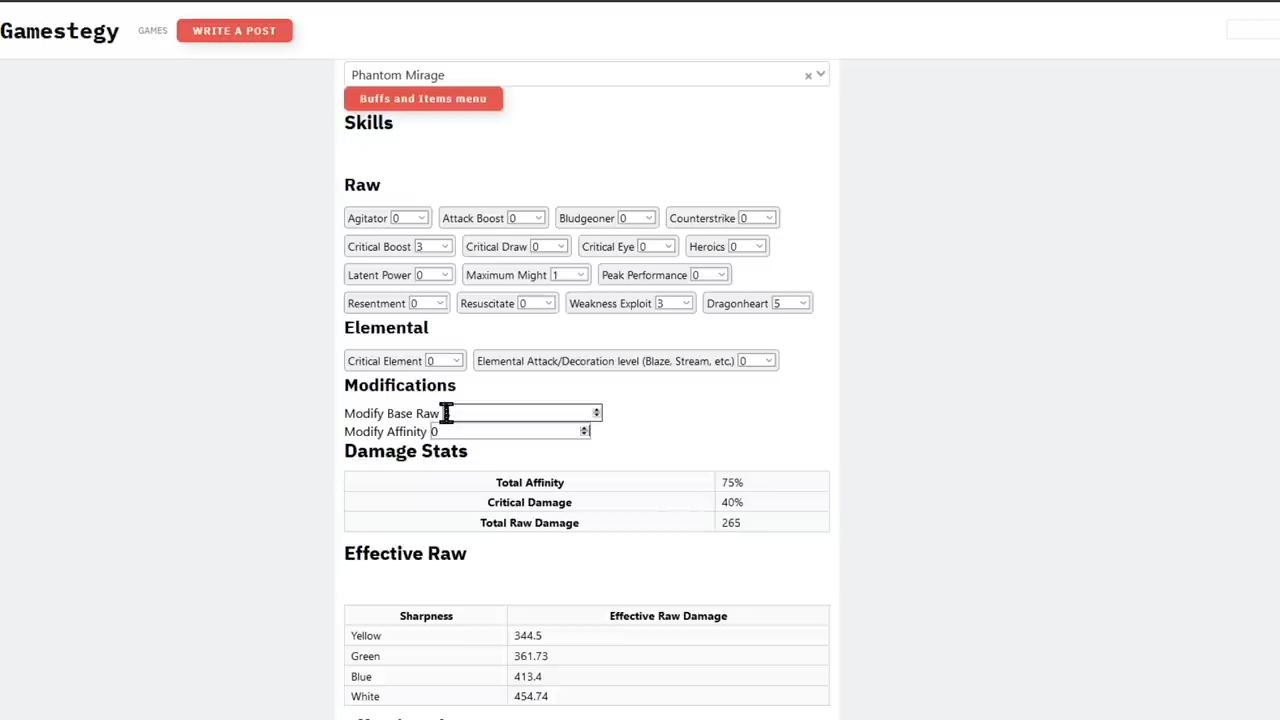 Gamestegy GAMES WRITE A POST
Phantom Mirage
Buffs and Items menu
Skills
Raw
Agitator 0 Attack Boost 0 Bludgeoner 0 Counterstrike 0
Critical Boost 3 Critical Draw 0 Critical Eye 0 Heroics 0
Latent Power 0 Maximum Might 1 Peak Performance 0
Resentment 0 Resuscitate 0 Weakness Exploit 3 Dragonheart 5
Elemental
Critical Element 0 Elemental Attack/Decoration level (Blaze, Stream, etc.) 0
Modifications
Modify Base Raw
Modify Affinity 0
Damage Stats
Total Affinity 75%
Critical Damage 40%
Total Raw Damage 265
Effective Raw
Sharpness Effective Raw Damage
Yellow 344.5
Green 361.73
Blue 413.4
White 454.74